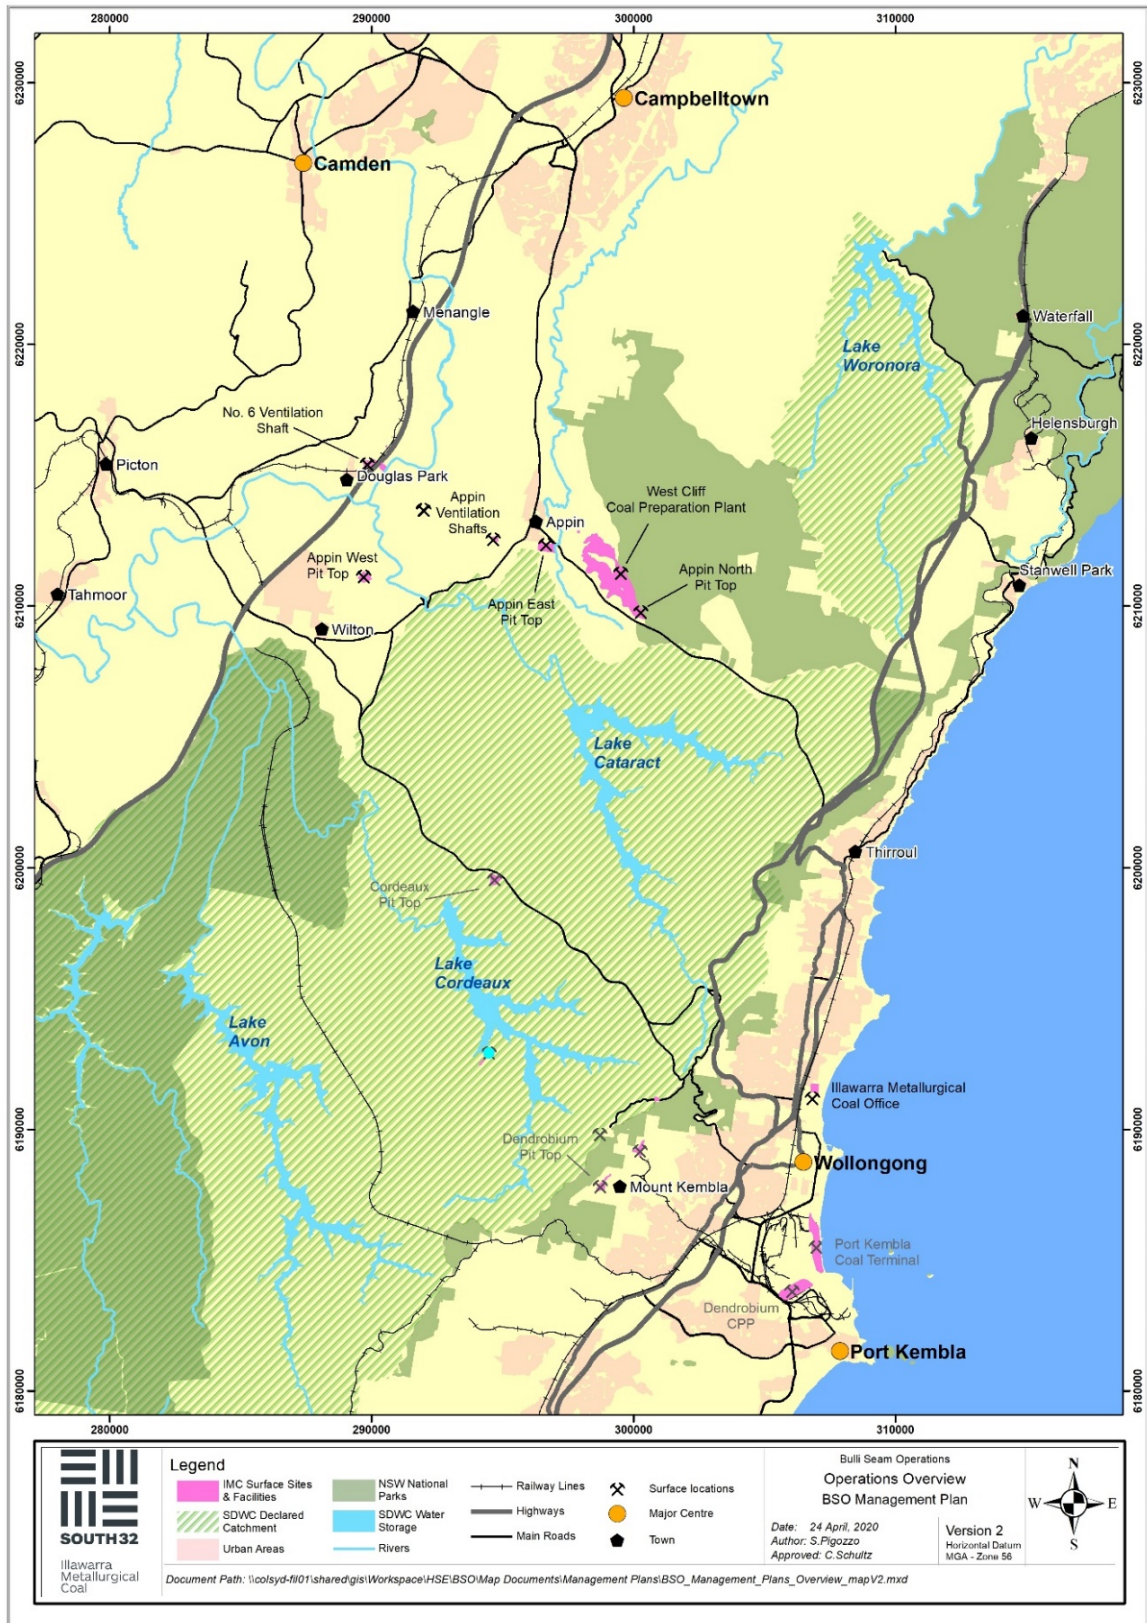 280000
290000
300000
310000
6230000
6230000
Campbelltown
Camden
Menangle
Waterfall
6220000
6220000
Lake
Woronora
No. 6 Ventilation
Shaft
Helensburgh
Picton
Douglas Park
Appin
Ventilation
Shafts
West Cliff
Coal Preparation Plant
Appin
Appin West
Pit Top
Appin North
Pit Top
Stanwell Park
Appin East
Pit Top
6210000
6210000
Tahmoor
Wilton
Lake
Cataract
6200000
6200000
Thirroul
Cordeaux
Pit Top
Lake
Cordeaux
Lake
Avon
Illawarra Metallurgical
Coal Office
6190000
6190000
Dendrobium
Pit Top
Wollongong
Mount Kembla
Port Kembla
Coal Terminal
Dendrobium
CPP
Port Kembla
6180000
6180000
280000
290000
300000
310000
SOUTH32
Illawarra
Metallurgical
Coal
Legend
IMC Surface Sites
& Facilities
SDWC Declared
Catchment
Urban Areas
NSW National
Parks
SDWC Water
Storage
Rivers
Railway Lines
Highways
Main Roads
Surface locations
Major Centre
Town
Bulli Seam Operations
Operations Overview
BSO Management Plan
Date: 24 April, 2020
Author: S.Pigozzo
Approved: C.Schultz
Version 2
Horizontal Datum
MGA - Zone 56
N
W
E
S
Document Path: \\colsyd-fil01\shared\gis\Workspace\HSE\BSO\Map Documents\Management Plans\BSO_Management_Plans_Overview_mapV2.mxd